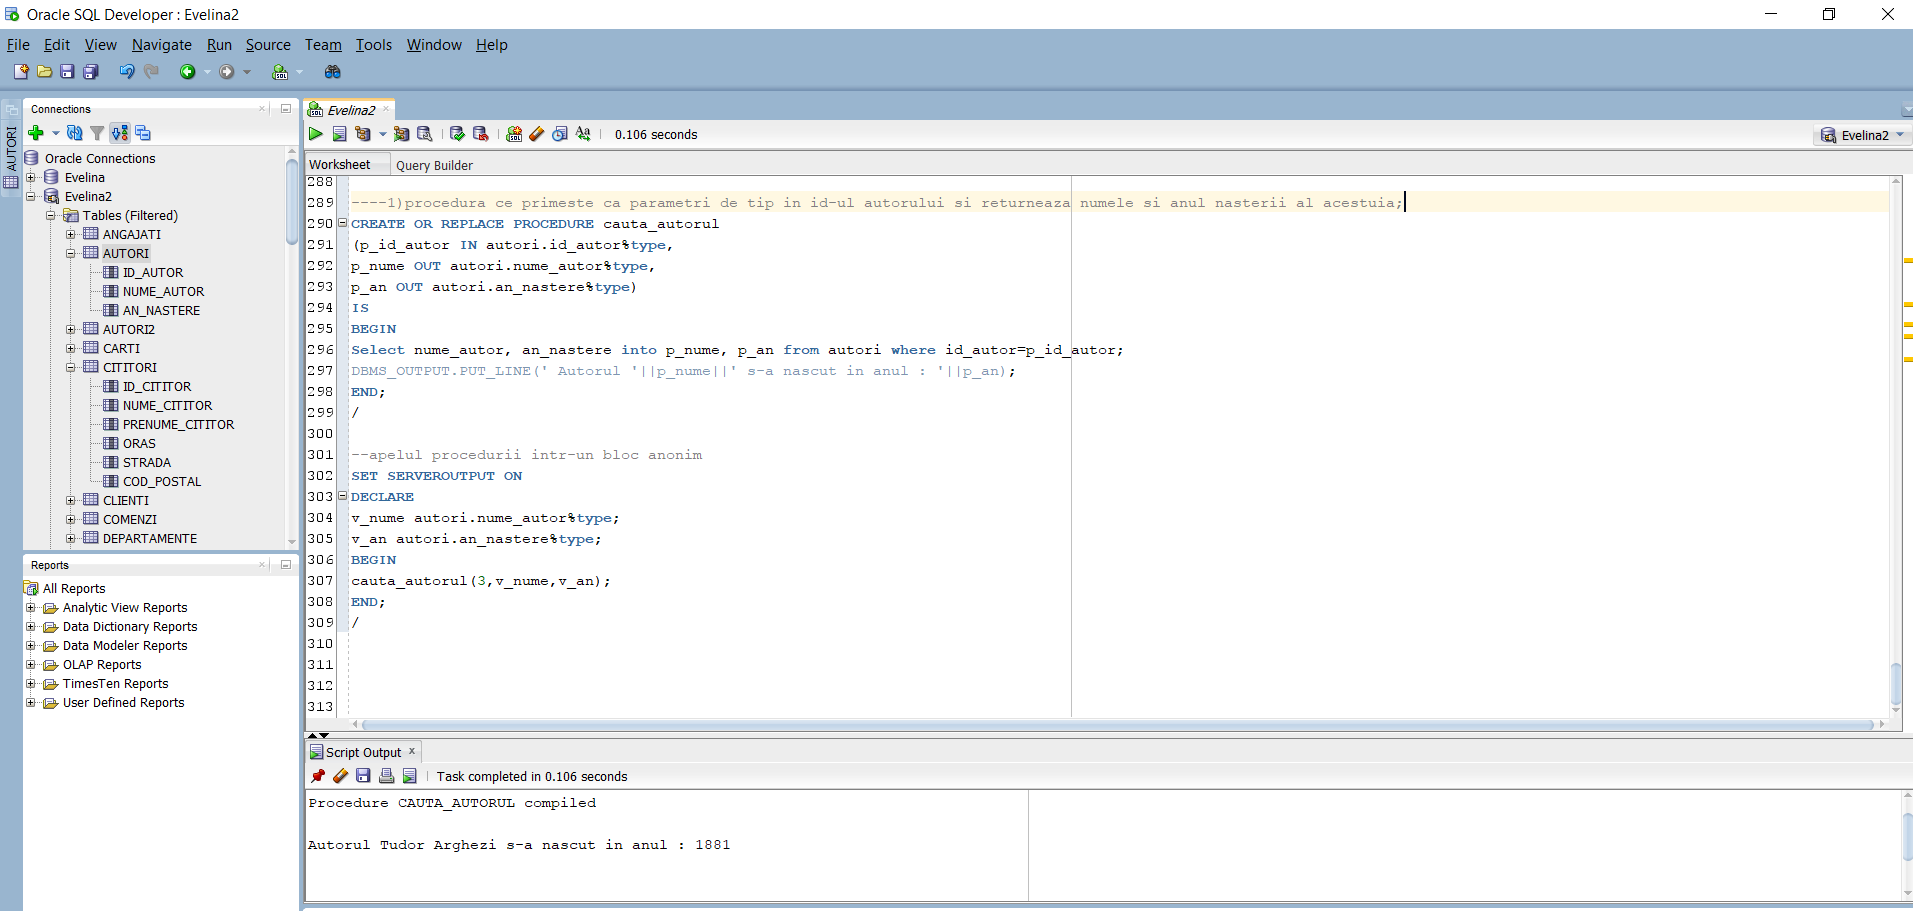 Oracle SQL Developer : Evelina2
File Edit View Navigate Run Source Team Tools Window Help
AUTORI
Connections
Oracle Connections
Evelina
Evelina2
Tables (Filtered)
ANGAJATI
AUTORI
ID_AUTOR
NUME_AUTOR
AN_NASTERE
AUTORI2
CARTI
CITITORI
ID_CITITOR
NUME_CITITOR
PRENUME_CITITOR
ORAS
STRADA
COD_POSTAL
CLIENTI
COMENZI
DEPARTAMENTE
Reports
All Reports
Analytic View Reports
Data Dictionary Reports
Data Modeler Reports
OLAP Reports
TimesTen Reports
User Defined Reports
Evelina2
0.106 seconds
Evelina2
Worksheet Query Builder
288
289 ----1)procedura ce primeste ca parametri de tip in id-ul autorului si returneaza numele si anul nasterii al acestuia;
290 CREATE OR REPLACE PROCEDURE cauta_autorul
291 (p_id_autor IN autori.id_autor%type,
292 p_nume OUT autori.nume_autor%type,
293 p_an OUT autori.an_nastere%type)
294 IS
295 BEGIN
296 Select nume_autor, an_nastere into p_nume, p_an from autori where id_autor=p_id_autor;
297 DBMS_OUTPUT.PUT_LINE(' Autorul '||p_nume||' s-a nascut in anul : '||p_an);
298 END;
299 /
300
301 --apelul procedurii intr-un bloc anonim
302 SET SERVEROUTPUT ON
303 DECLARE
304 v_nume autori.nume_autor%type;
305 v_an autori.an_nastere%type;
306 BEGIN
307 cauta_autorul(3,v_nume,v_an);
308 END;
309 /
310
311
312
313
Script Output
Task completed in 0.106 seconds
Procedure CAUTA_AUTORUL compiled
Autorul Tudor Arghezi s-a nascut in anul : 1881